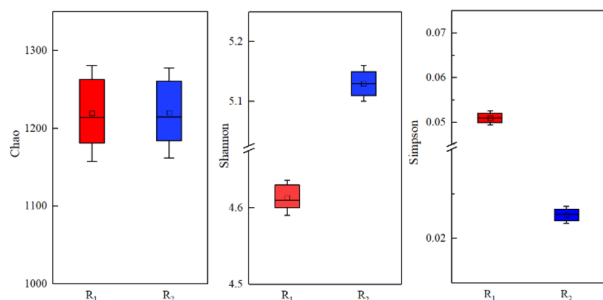 Chao
1300
1200
1100
1000
R₁
R₂
Shannon
5.2
5.1
4.6
4.5
R₁
R₂
Simpson
0.07
0.06
0.05
0.02
R₁
R₂